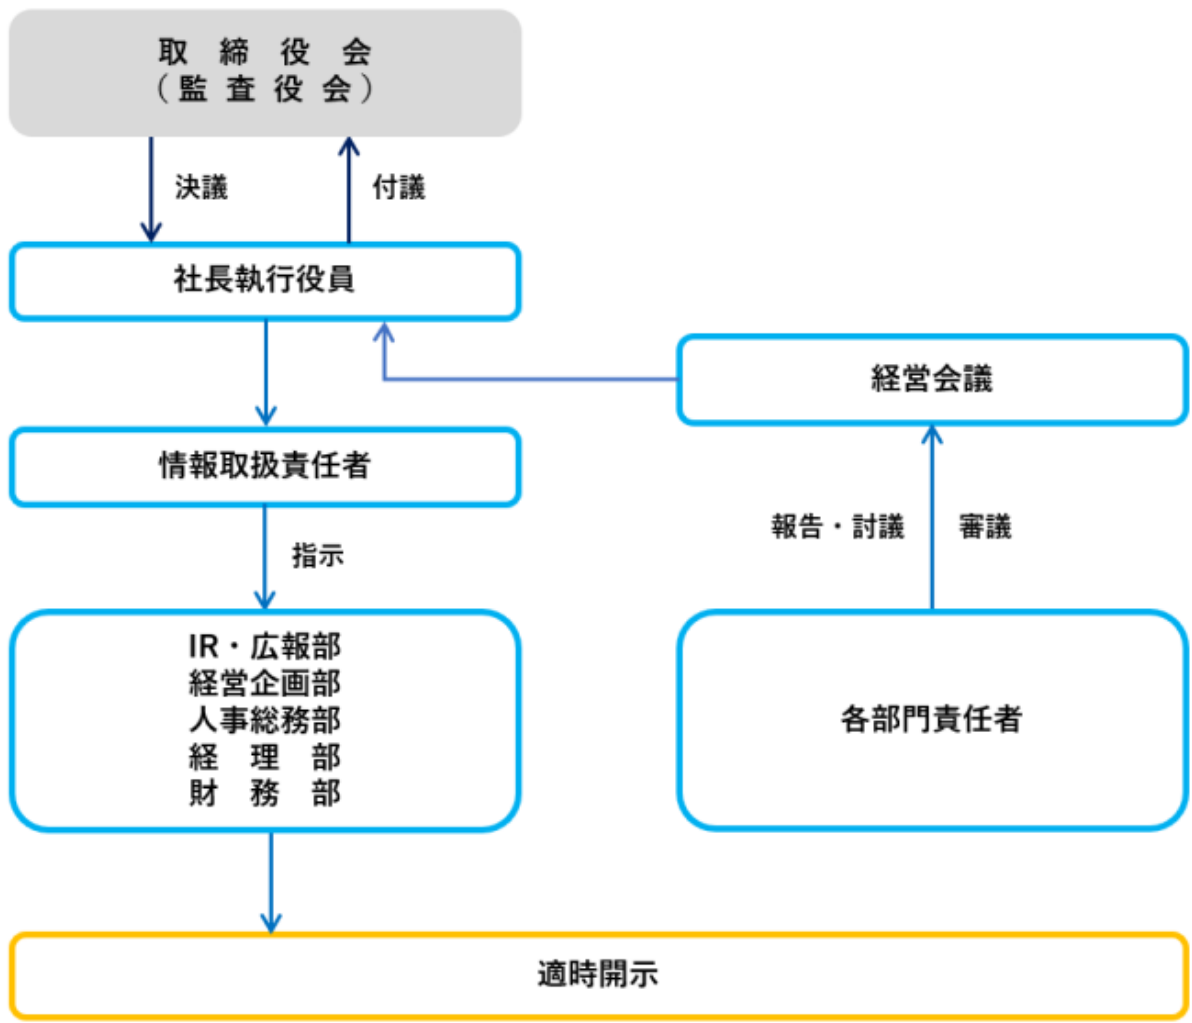 取　締　役　会
（監　査　役　会）
決議
付議
社長執行役員
経営会議
情報取扱責任者
報告・討議
審議
指示
IR・広報部
経営企画部
人事総務部
経　理　部
財　務　部
各部門責任者
適時開示